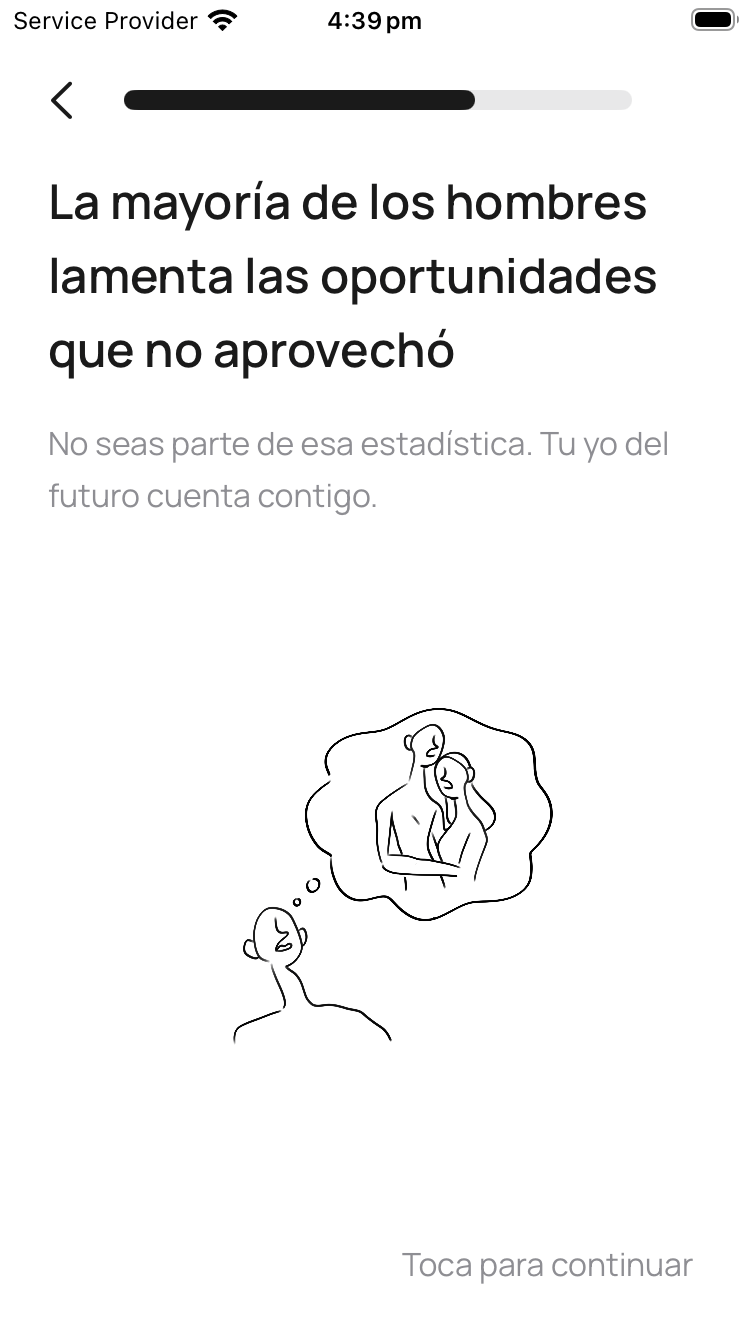 Service Provider 4:39 pm
La mayoría de los hombres
lamenta las oportunidades
que no aprovechó
No seas parte de esa estadística. Tu yo del
futuro cuenta contigo.
Toca para continuar